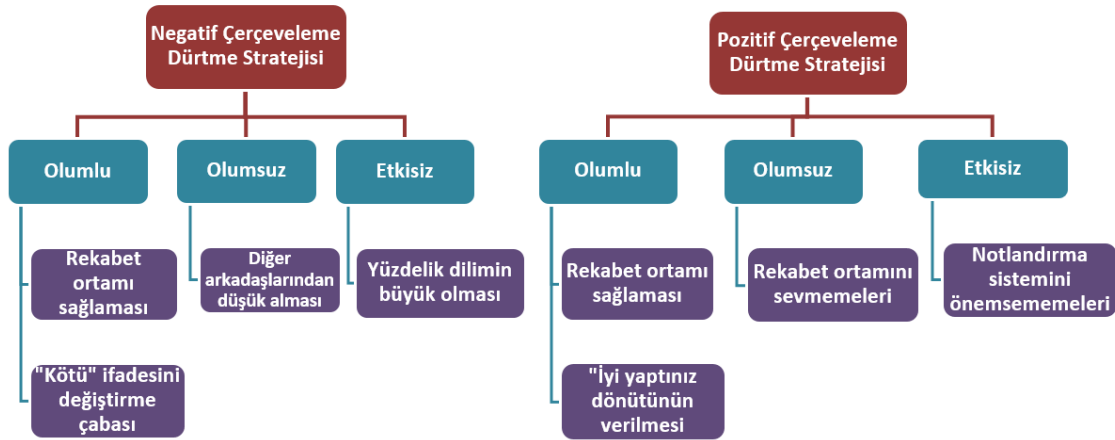 Negatif Çerçeveleme
Dürtme Stratejisi
Olumlu
Olumsuz
Etkisiz
Rekabet
ortamı
sağlaması
Diğer
arkadaşlarından
düşük alması
Yüzdelik dilimin
büyük olması
"Kötü" ifadesini
değiştirme
çabası
Pozitif Çerçeveleme
Dürtme Stratejisi
Olumlu
Olumsuz
Etkisiz
Rekabet ortamı
sağlaması
Rekabet ortamını
sevmemeleri
Notlandırma
sistemini
önemsememeleri
"İyi yaptınız
dönütünün
verilmesi